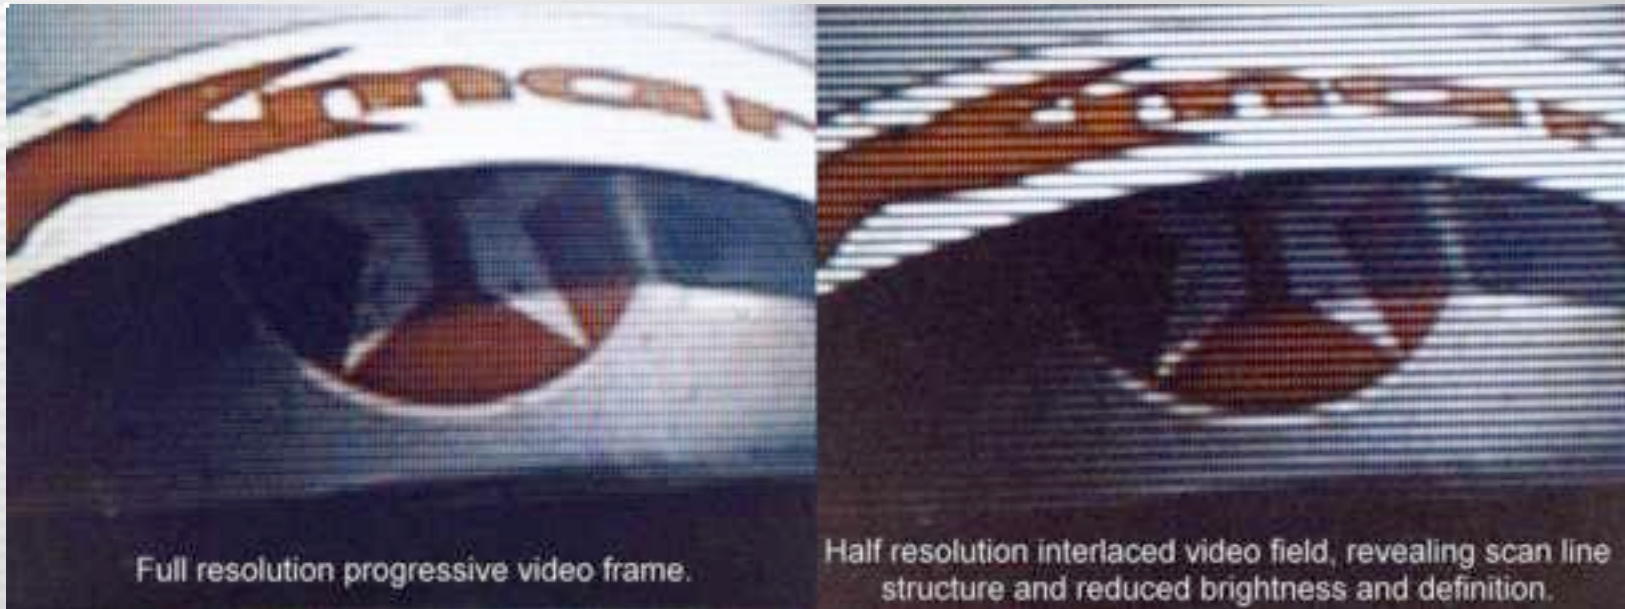 Full resolution progressive video frame.
Half resolution interlaced video field, revealing scan line
structure and reduced brightness and definition.